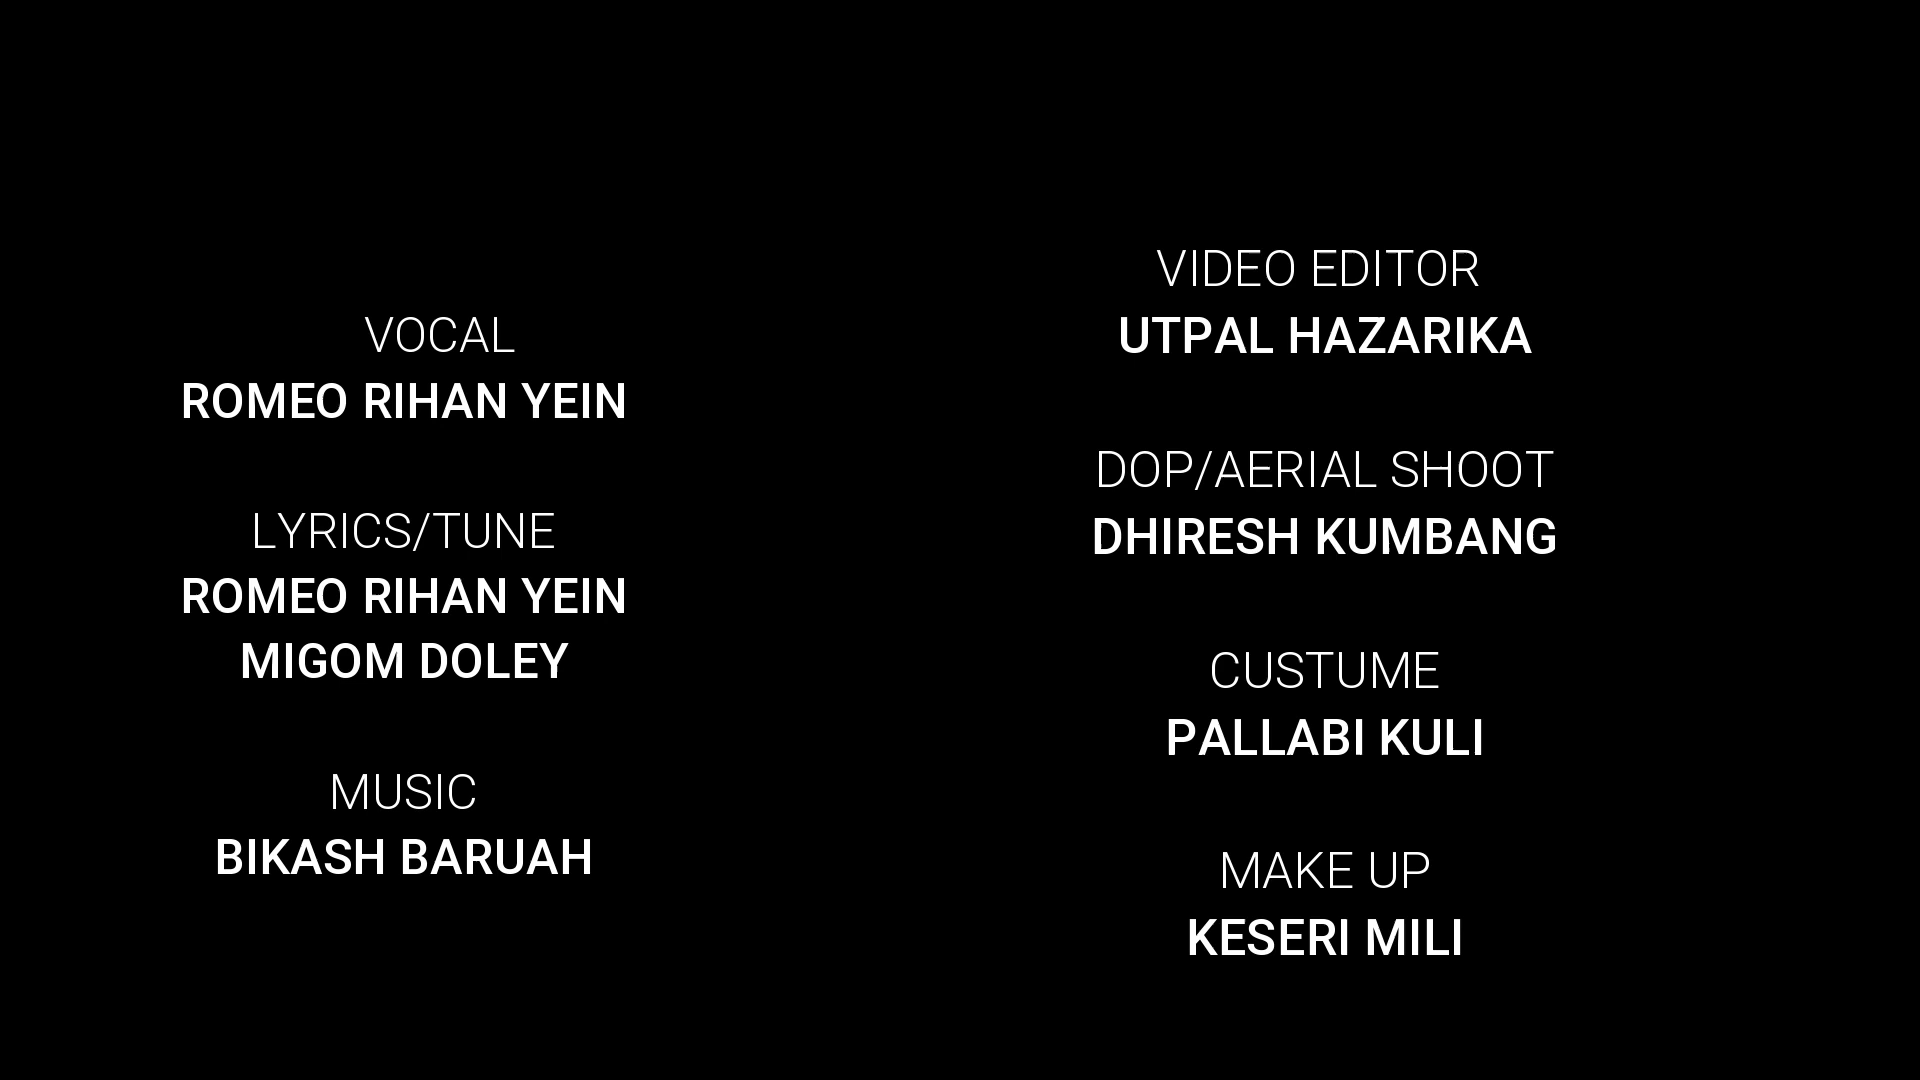 VOCAL
ROMEO RIHAN YEIN
LYRICS/TUNE
ROMEO RIHAN YEIN
MIGOM DOLEY
MUSIC
BIKASH BARUAH
VIDEO EDITOR
UTPAL HAZARIKA
DOP/AERIAL SHOOT
DHIRESH KUMBANG
CUSTUME
PALLABI KULI
MAKE UP
KESERI MILI